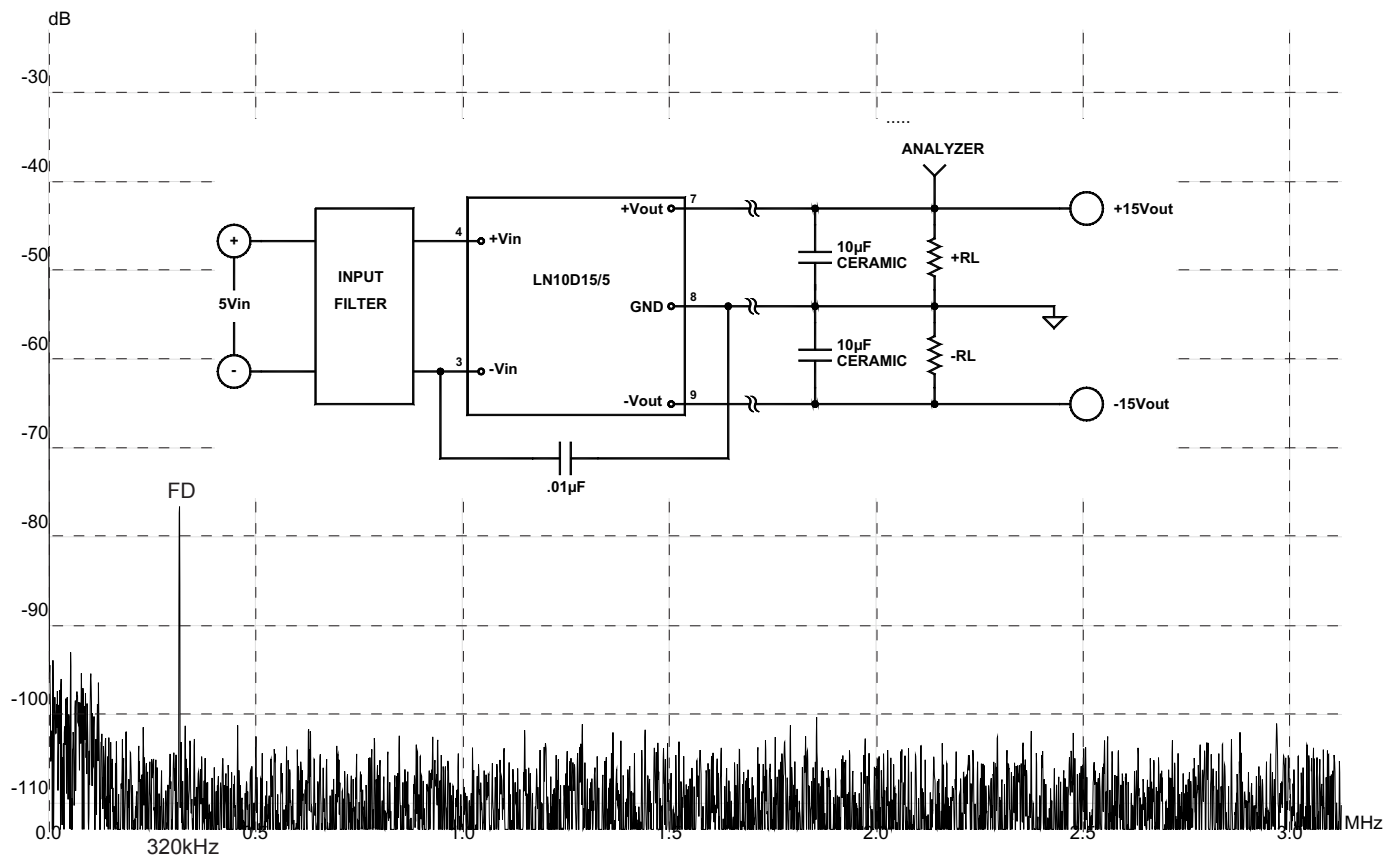 dB
-30
.....
-40
ANALYZER
7
+Vout
+15Vout
4
+Vin
+
10µF
CERAMIC
+RL
-50
INPUT
FILTER
LN10D15/5
5Vin
8
GND
-60
10µF
CERAMIC
-RL
3
-Vin
-
9
-Vout
-15Vout
-70
.01µF
FD
-80
-90
-100
-110
0.0
0.5
1.0
1.5
2.0
2.5
3.0
MHz
320kHz